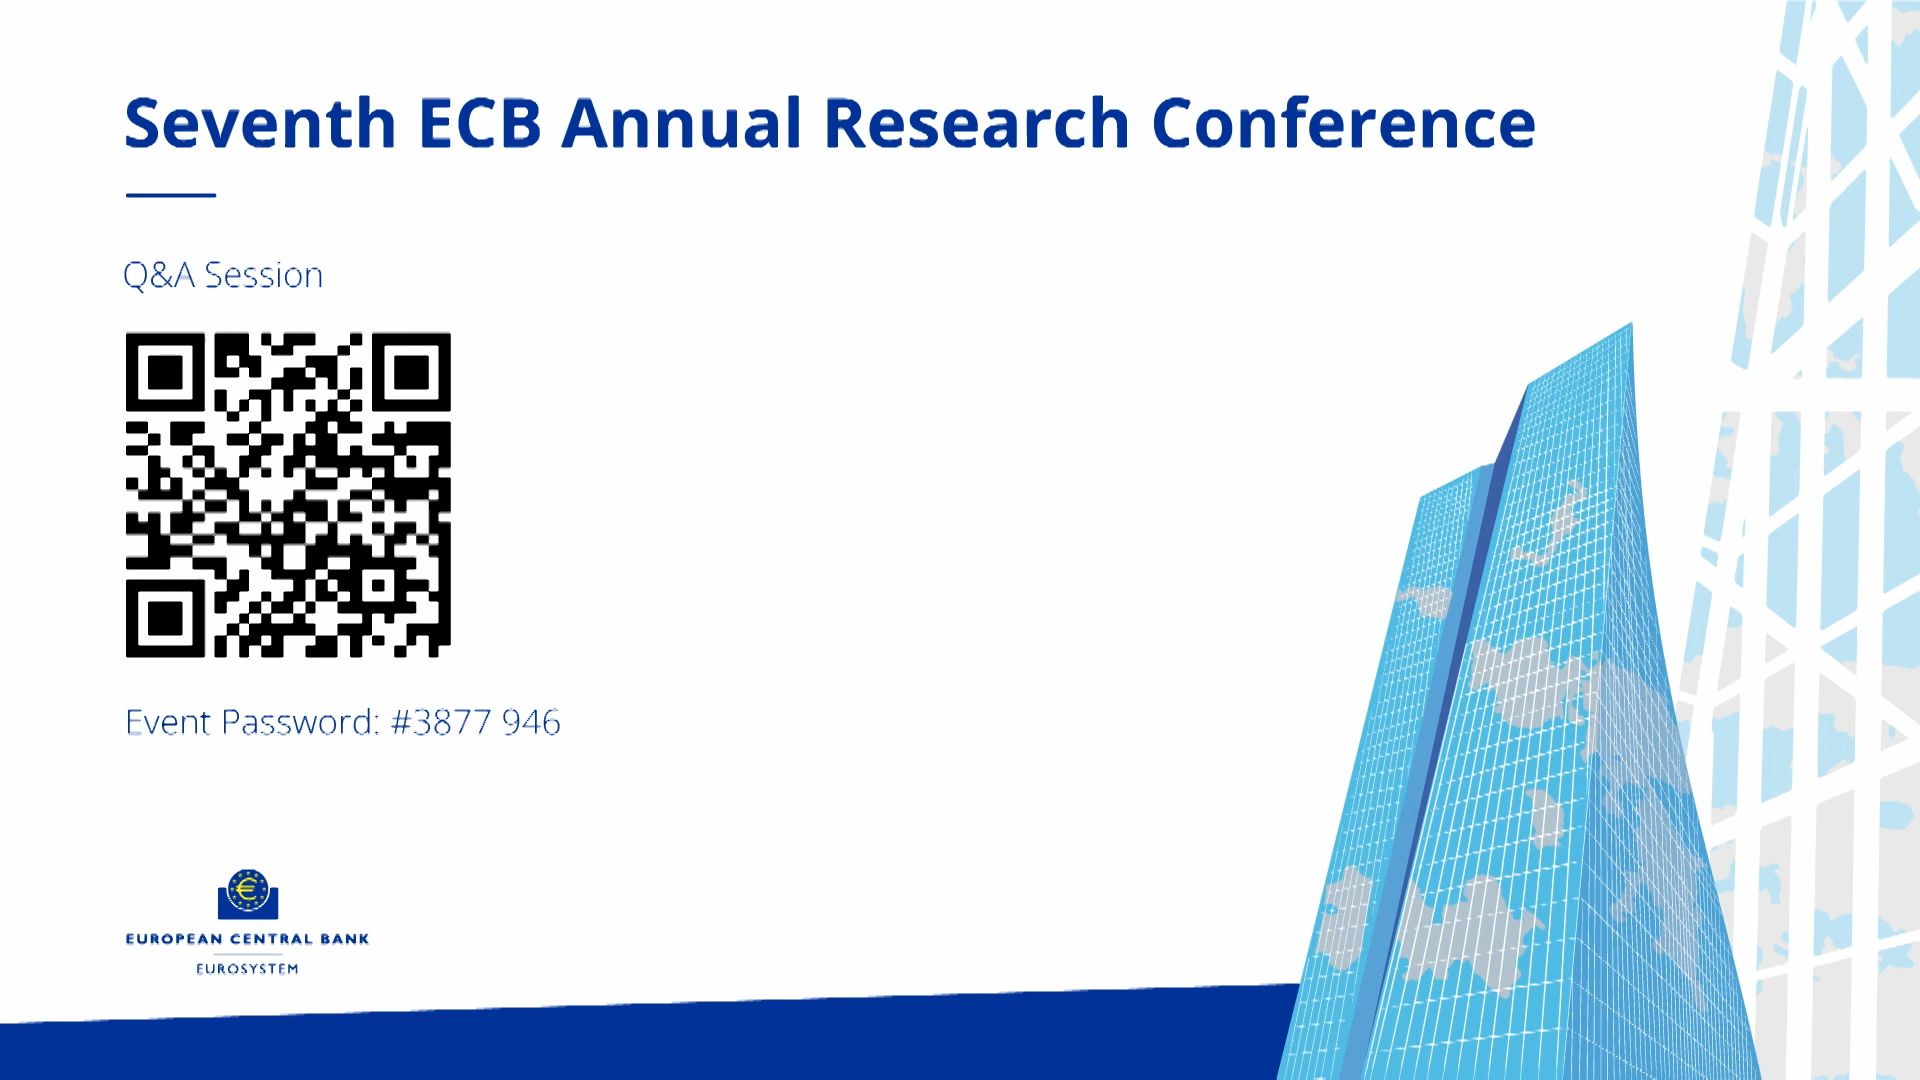 Seventh ECB Annual Research Conference
Q&A Session
Event Password: #3877 946
€
EUROPEAN CENTRAL BANK
EUROSYSTEM